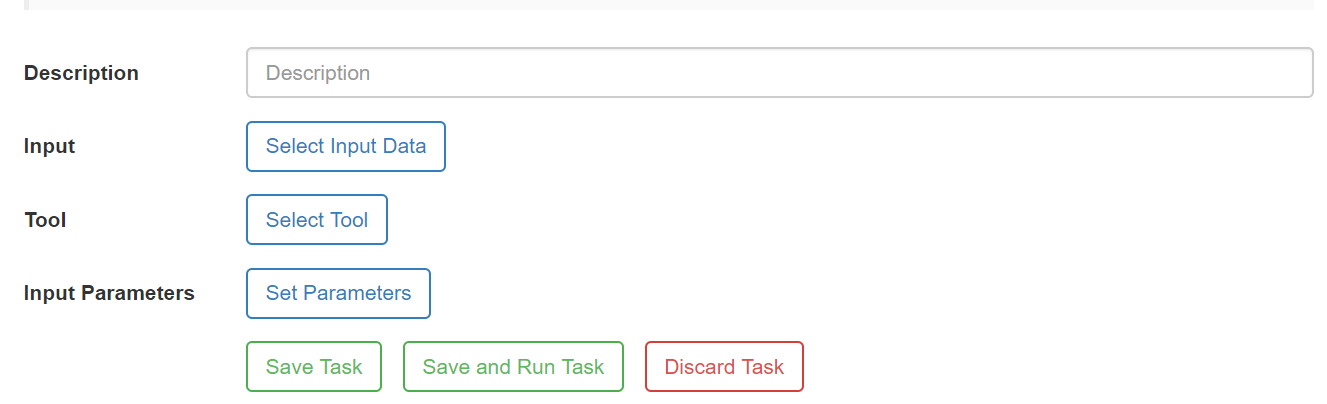 Description Description
Input Select Input Data
Tool Select Tool
Input Parameters Set Parameters
Save Task Save and Run Task Discard Task